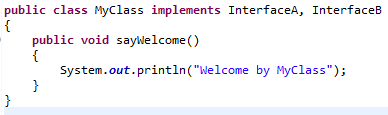 public class MyClass implements InterfaceA, InterfaceB
{
    public void sayWelcome()
    {
        System.out.println("Welcome by MyClass");
    }
}